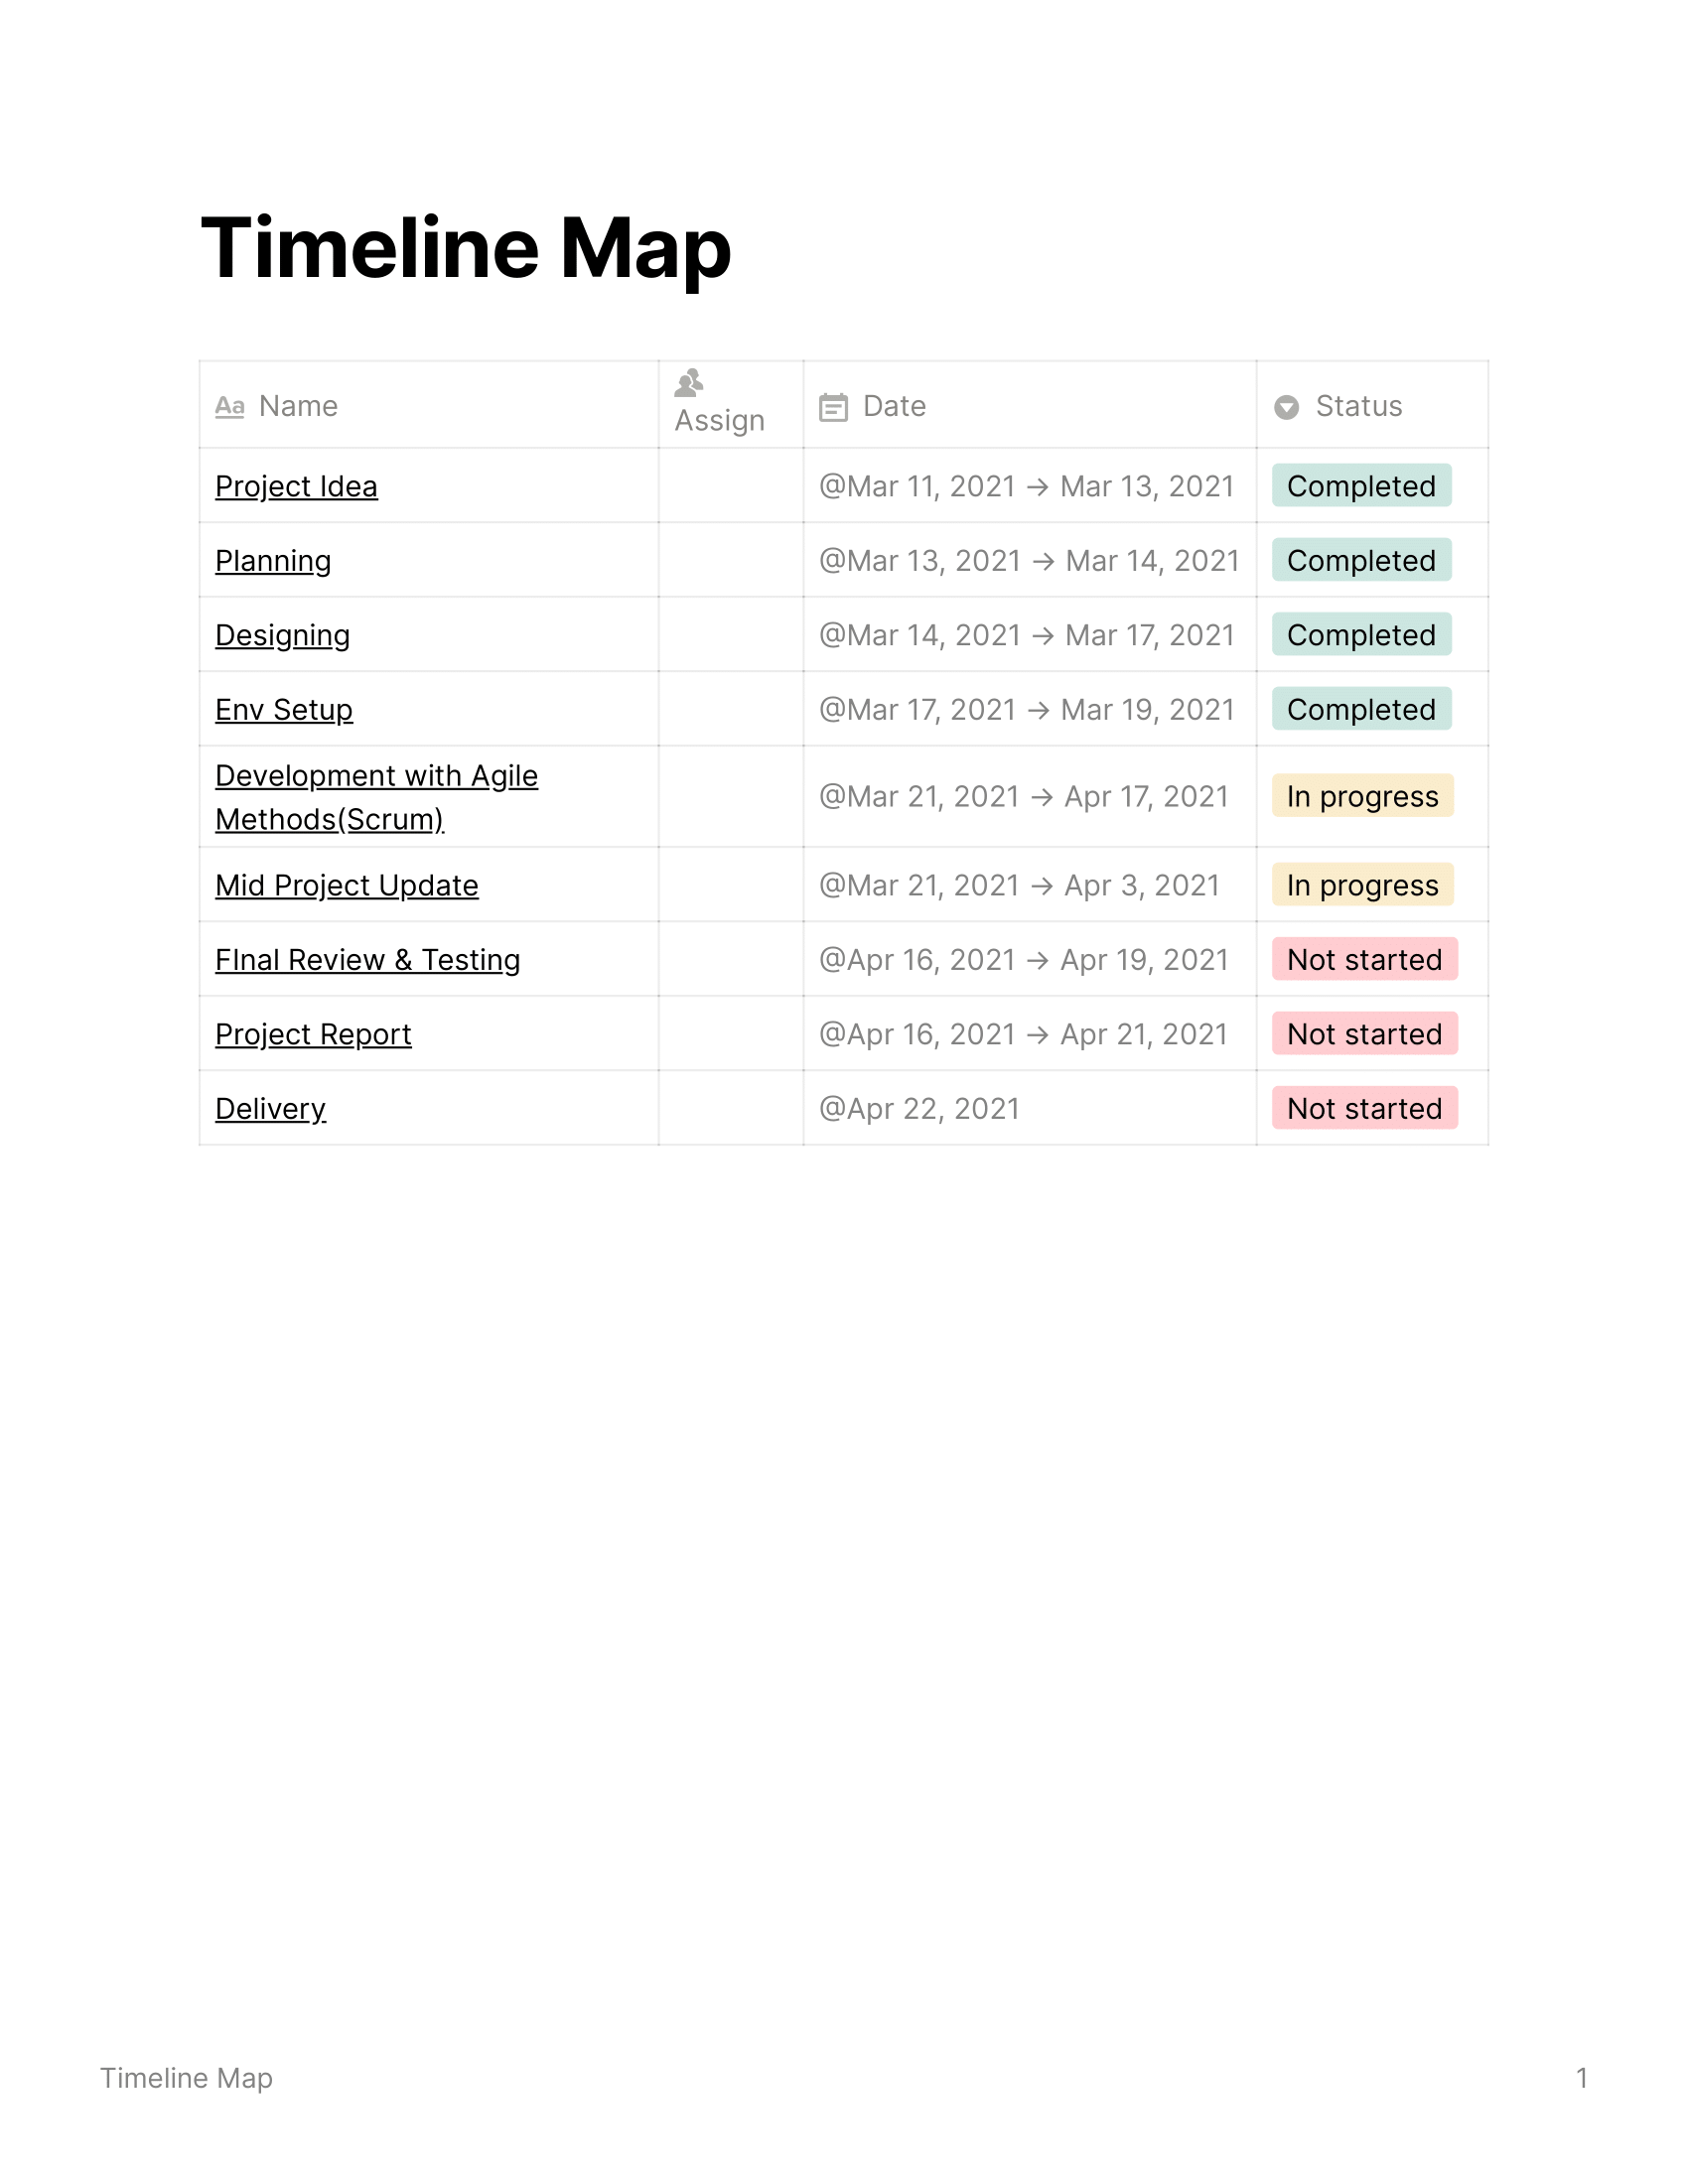 Timeline Map
Aa Name
Assign
Date
Status
Project Idea
@Mar 11, 2021 → Mar 13, 2021
Completed
Planning
@Mar 13, 2021 → Mar 14, 2021
Completed
Designing
@Mar 14, 2021 → Mar 17, 2021
Completed
Env Setup
@Mar 17, 2021 → Mar 19, 2021
Completed
Development with Agile
Methods(Scrum)
@Mar 21, 2021 → Apr 17, 2021
In progress
Mid Project Update
@Mar 21, 2021 → Apr 3, 2021
In progress
FInal Review & Testing
@Apr 16, 2021 → Apr 19, 2021
Not started
Project Report
@Apr 16, 2021 → Apr 21, 2021
Not started
Delivery
@Apr 22, 2021
Not started
Timeline Map
1